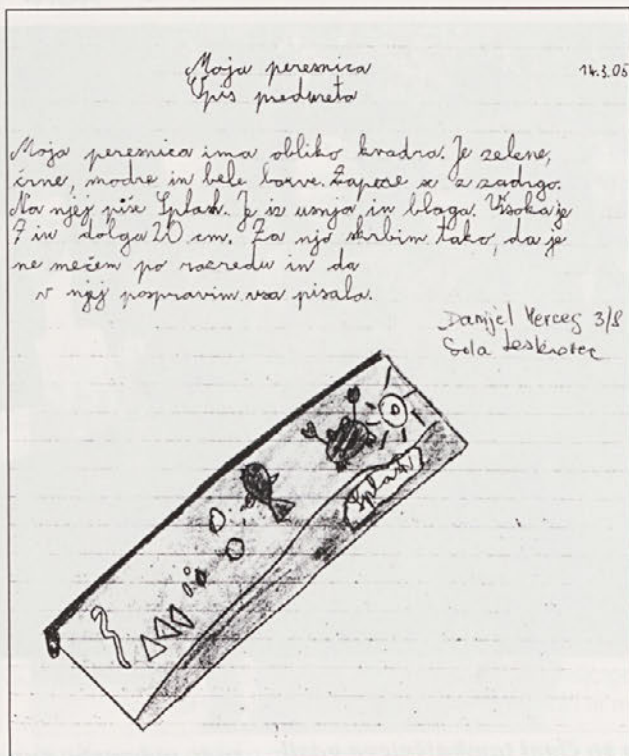 Moja peresnica
Opis predmeta
14.3.05
Moja peresnica ima obliko kvadra. Je zelene,
črne, modre in bele barve. Zapere se z zadrgo.
Na njej piše Splash. Je iz usnja in blaga. Visoka je
7 in dolga 20 cm. Za njo skrbim tako, da je
ne mečem po razredu in da
v njej pospravim vsa pisala.
Danijel Herceg 3/8
Šola Leskovec
Splash